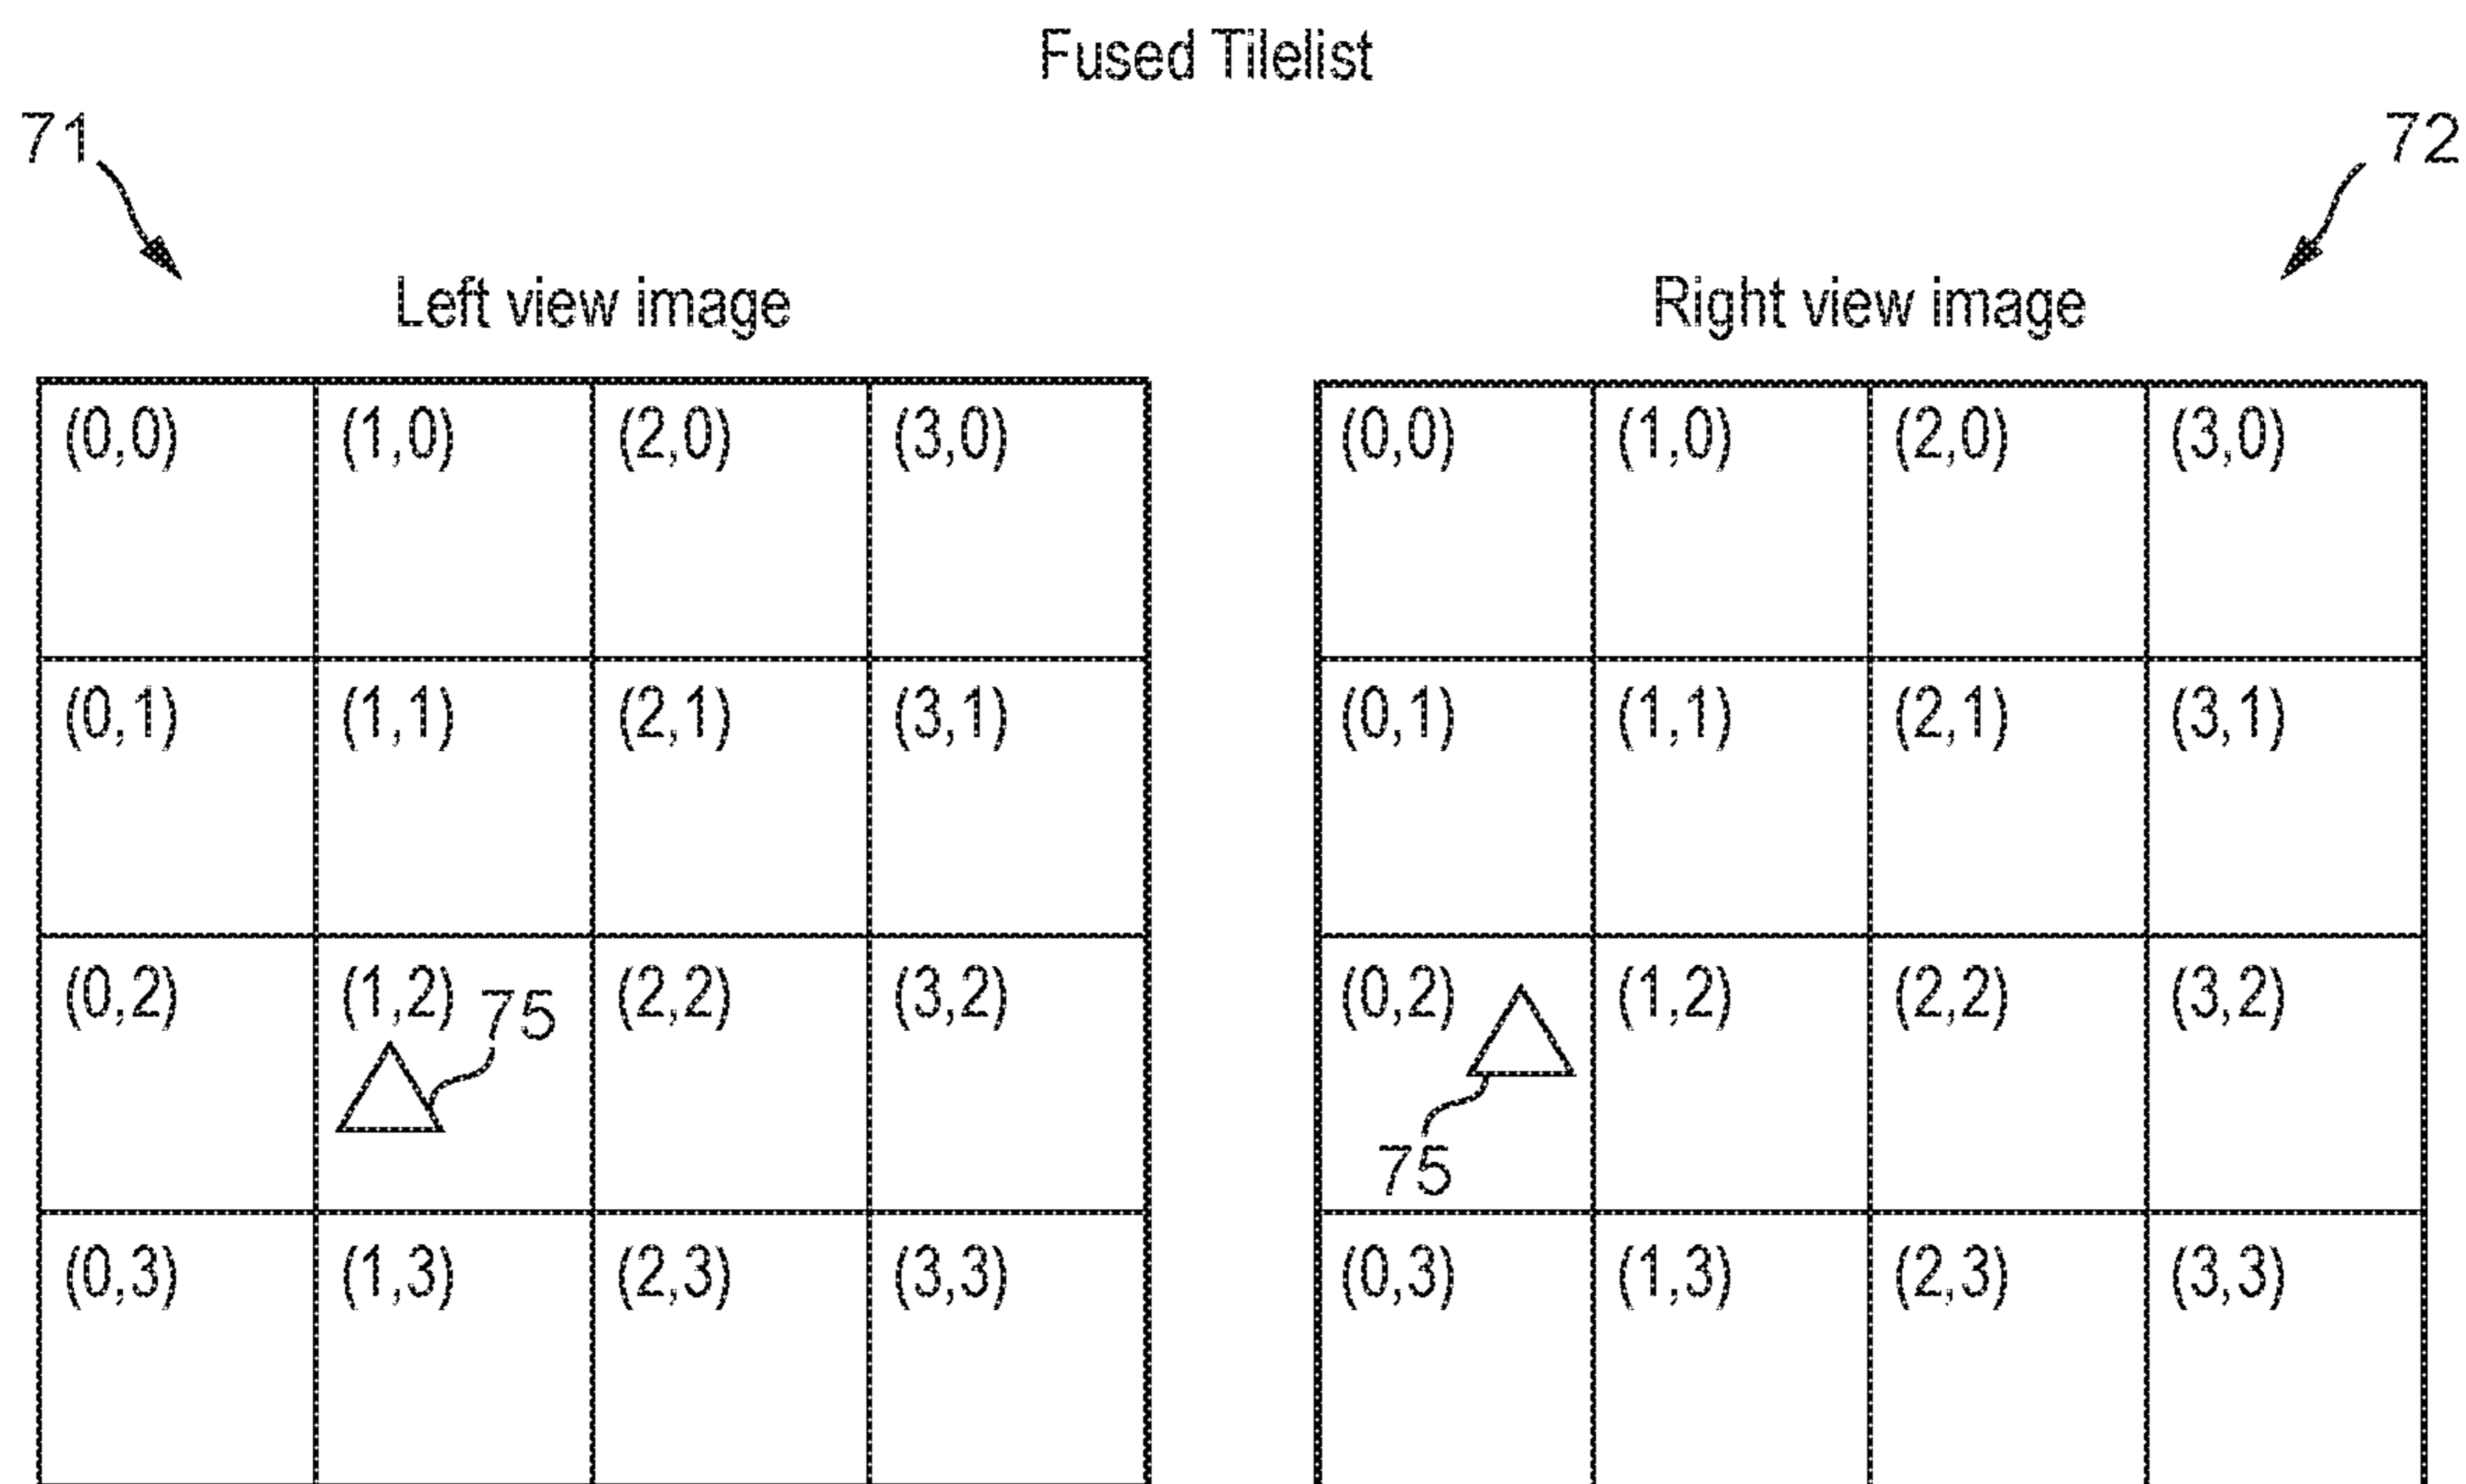 Fused Tilelist
71
72
Left view image
Right view image
(0,0) (1,0) (2,0) (3,0) (0,0) (1,0) (2,0) (3,0)
(0,1) (1,1) (2,1) (3,1) (0,1) (1,1) (2,1) (3,1)
(0,2) (1,2) 75 (2,2) (3,2) (0,2) (1,2) (2,2) (3,2)
75
(0,3) (1,3) (2,3) (3,3) (0,3) (1,3) (2,3) (3,3)